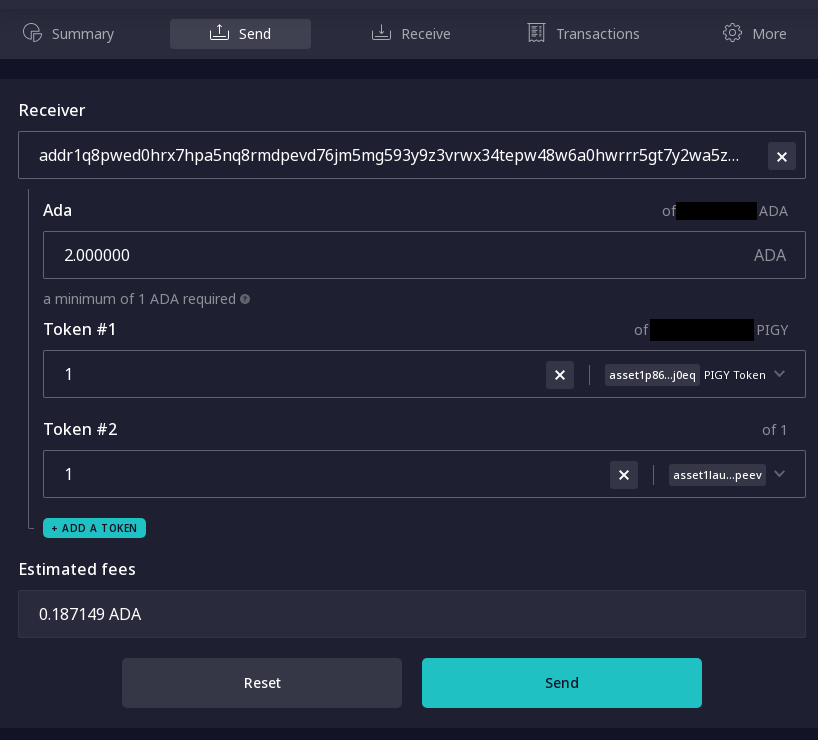 Summary Send Receive Transactions More
Receiver
addr1q8pwed0hrx7hpa5nq8rmdpevd76jm5mg593y9z3vrwx34tepw48w6a0hwrrr5gt7y2wa5z...
Ada of ADA
2.000000 ADA
a minimum of 1 ADA required
Token #1 of PIGY
1 asset1p86...j0eq PIGY Token
Token #2 of 1
1 asset1lau...peev
+ ADD A TOKEN
Estimated fees
0.187149 ADA
Reset Send